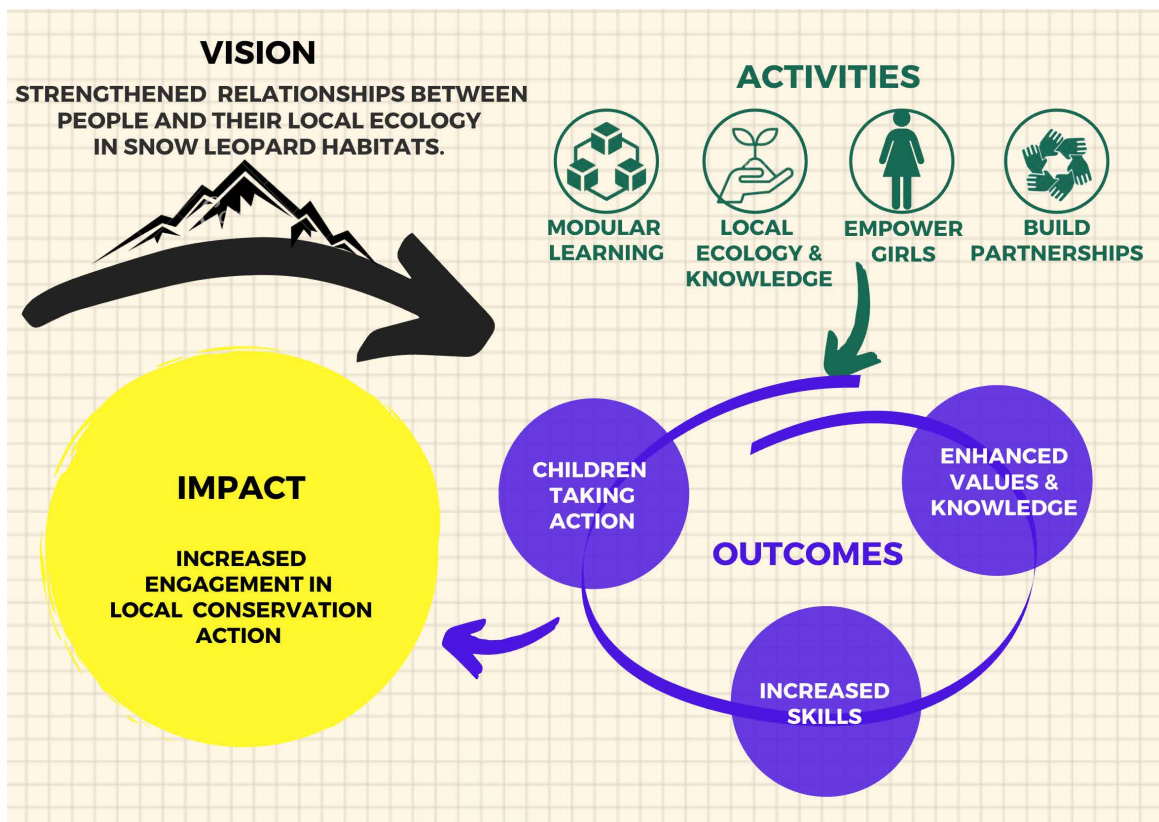 VISION
STRENGTHENED RELATIONSHIPS BETWEEN
PEOPLE AND THEIR LOCAL ECOLOGY
IN SNOW LEOPARD HABITATS.
ACTIVITIES
MODULAR
LEARNING
LOCAL
ECOLOGY &
KNOWLEDGE
EMPOWER
GIRLS
BUILD
PARTNERSHIPS
OUTCOMES
ENHANCED
VALUES &
KNOWLEDGE
INCREASED
SKILLS
CHILDREN
TAKING
ACTION
IMPACT
INCREASED
ENGAGEMENT IN
LOCAL CONSERVATION
ACTION